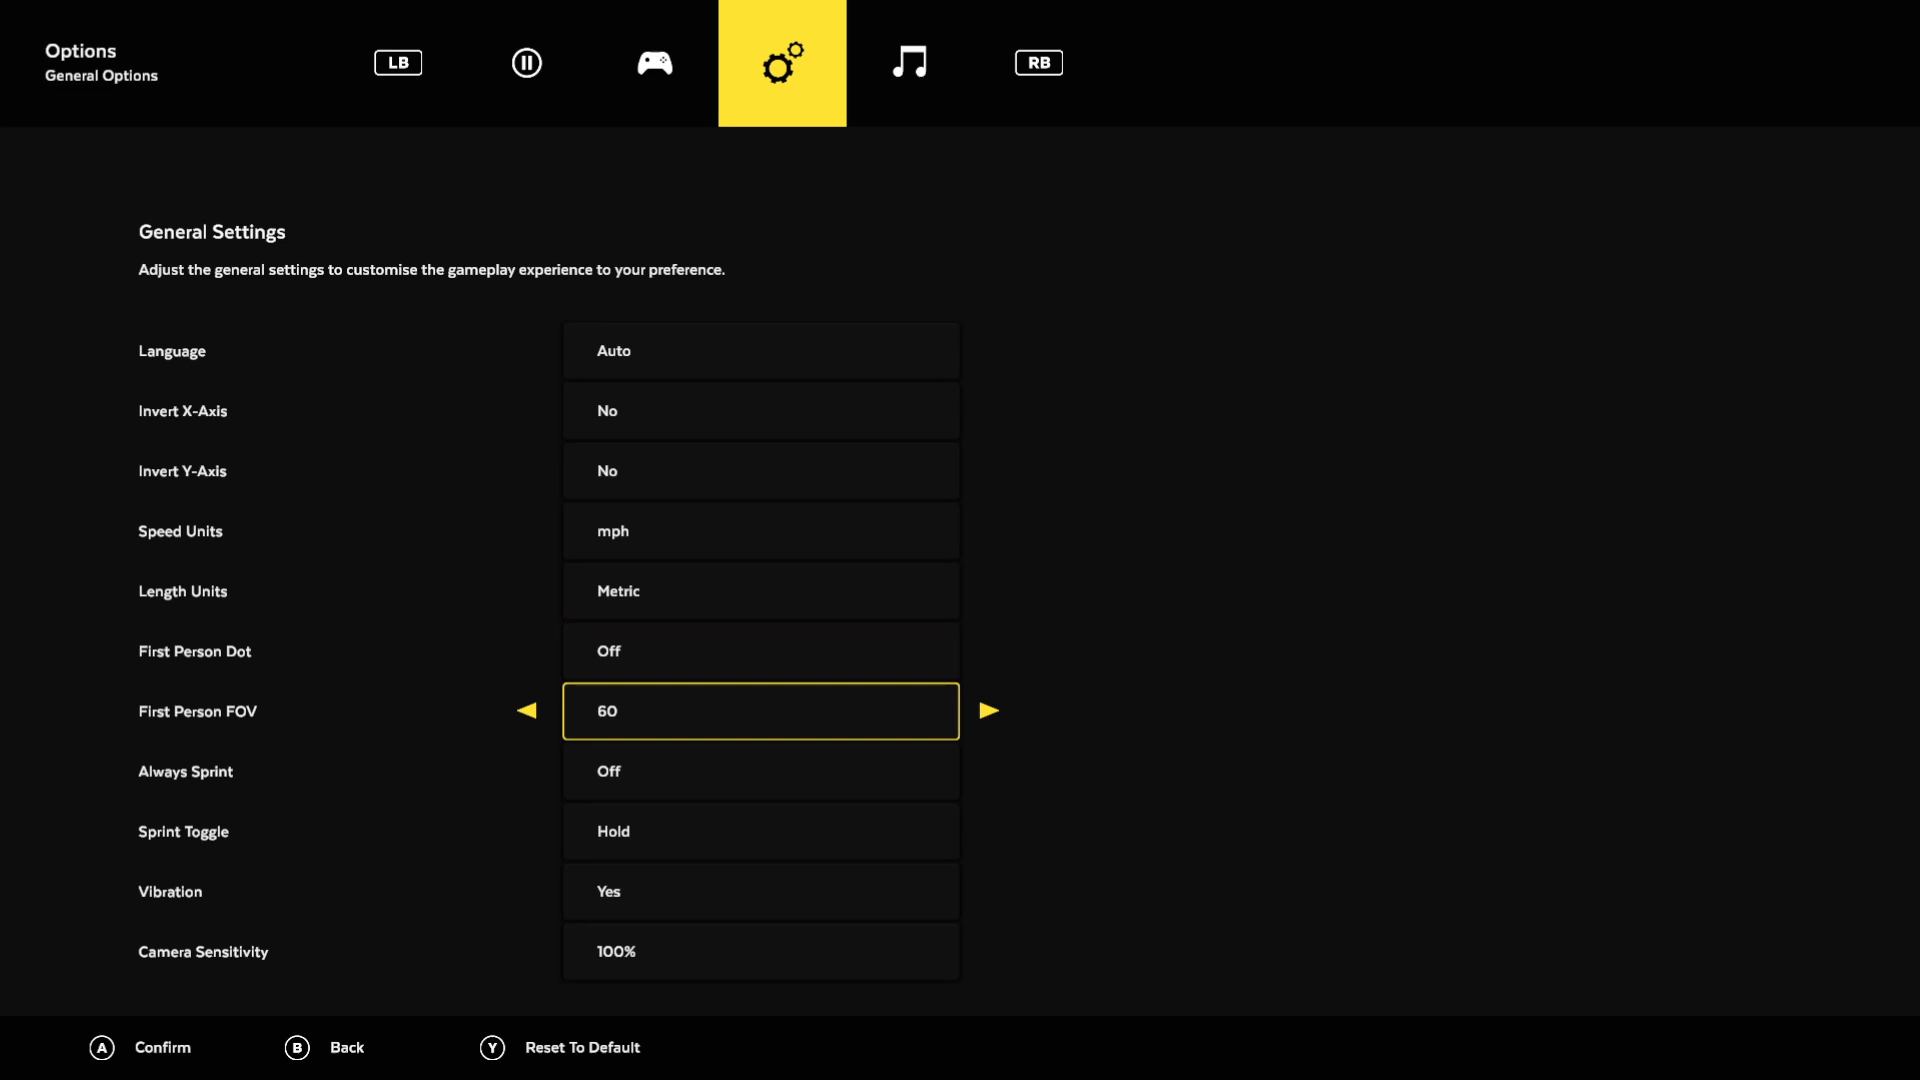 Options
General Options
LB
RB
General Settings
Adjust the general settings to customise the gameplay experience to your preference.
Language Auto
Invert X-Axis No
Invert Y-Axis No
Speed Units mph
Length Units Metric
First Person Dot Off
First Person FOV 60
Always Sprint Off
Sprint Toggle Hold
Vibration Yes
Camera Sensitivity 100%
A Confirm B Back Y Reset To Default